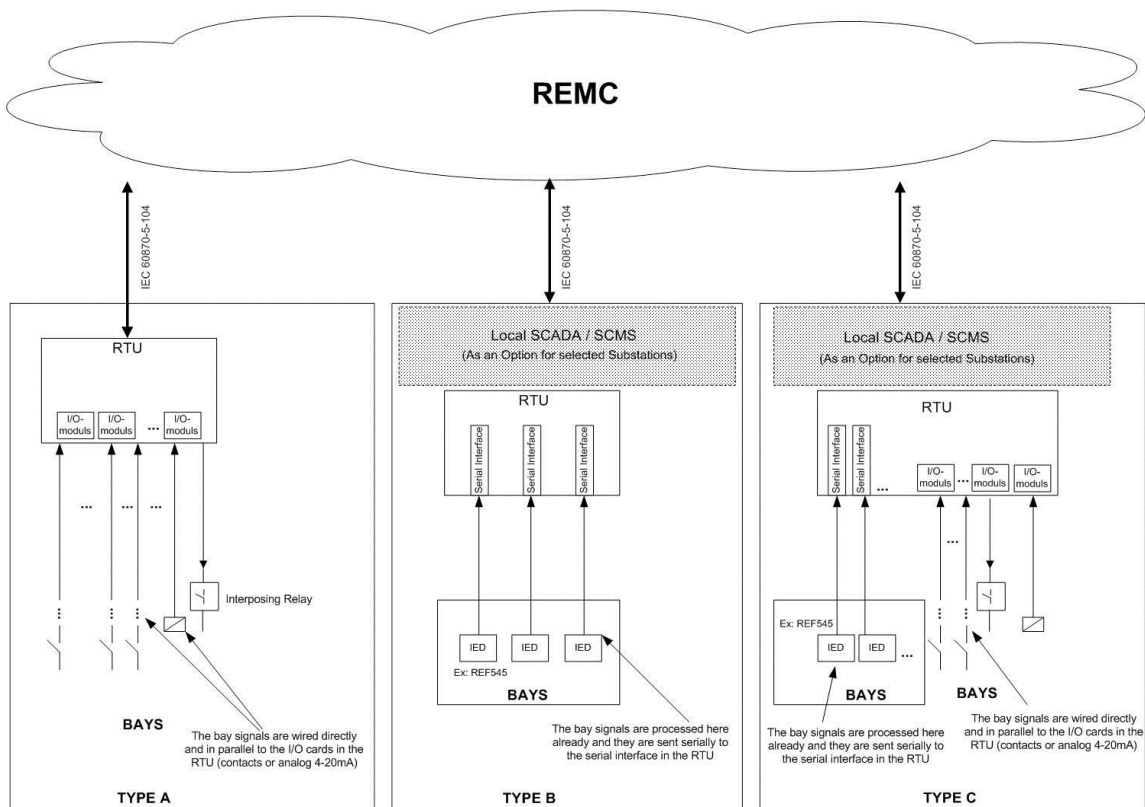 REMC
IEC 60870-5-104
IEC 60870-5-104
IEC 60870-5-104
RTU
I/O-
moduls
I/O-
moduls
...
I/O-
moduls
...
...
...
Interposing Relay
BAYS
The bay signals are wired directly
and in parallel to the I/O cards in the
RTU (contacts or analog 4-20mA)
TYPE A
Local SCADA / SCMS
(As an Option for selected Substations)
RTU
Serial Interface
Serial Interface
Serial Interface
IED
IED
IED
Ex: REF545
BAYS
The bay signals are processed here
already and they are sent serially to
the serial interface in the RTU
TYPE B
Local SCADA / SCMS
(As an Option for selected Substations)
RTU
Serial Interface
Serial Interface
...
I/O-
moduls
...
I/O-
moduls
I/O-
moduls
...
Ex: REF545
IED
IED
...
BAYS
BAYS
The bay signals are processed here
already and they are sent serially to
the serial interface in the RTU
The bay signals are wired directly
and in parallel to the I/O cards in the
RTU (contacts or analog 4-20mA)
TYPE C